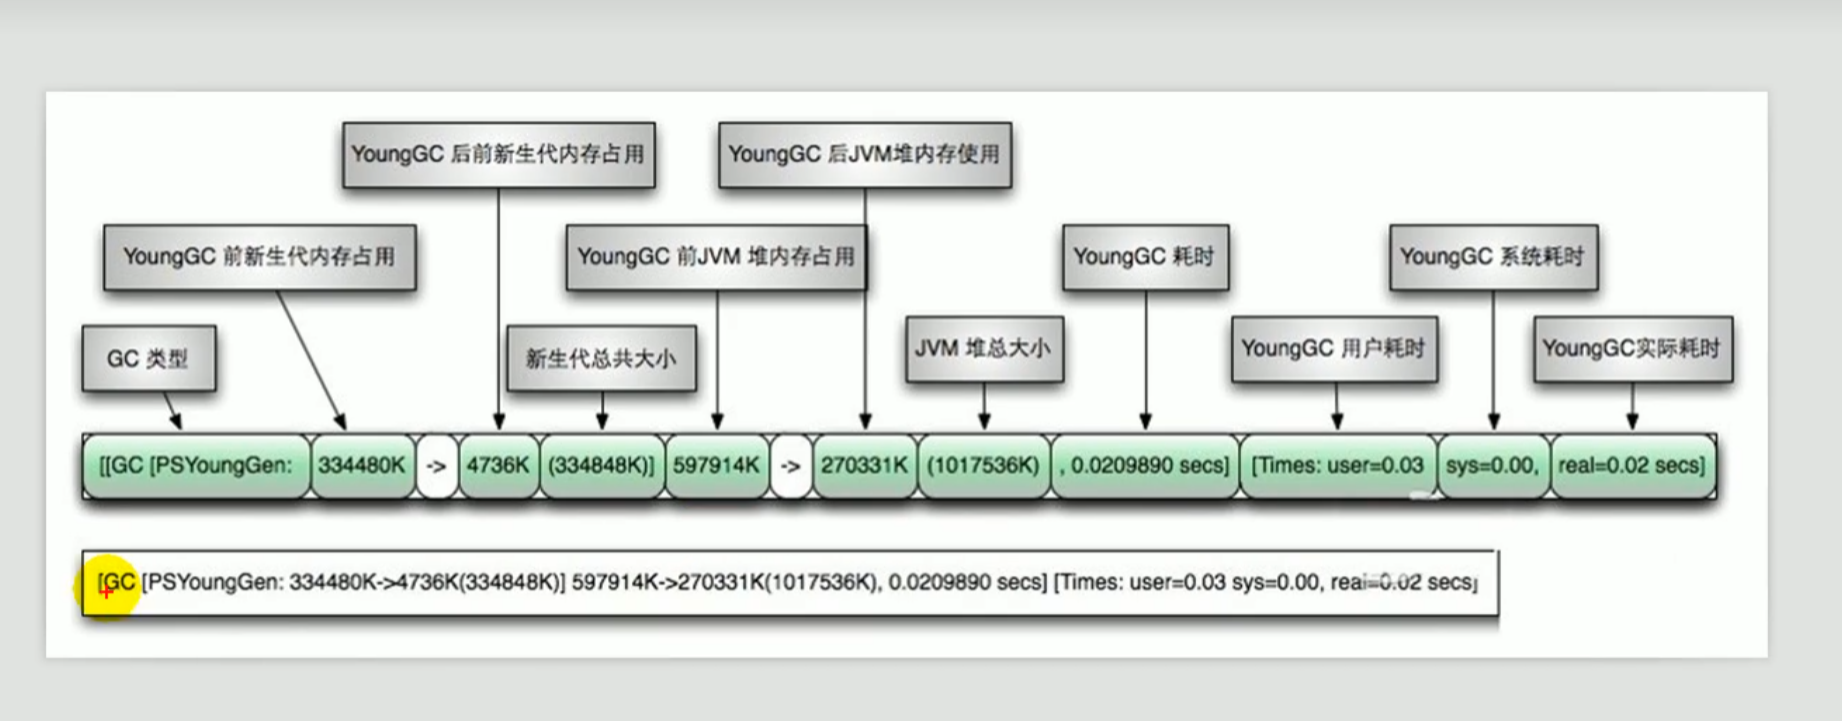 YoungGC 后前新生代内存占用
YoungGC 后JVM堆内存使用
YoungGC 前新生代内存占用
YoungGC 前JVM 堆内存占用
YoungGC 耗时
YoungGC 系统耗时
GC 类型
新生代总共大小
JVM 堆总大小
YoungGC 用户耗时
YoungGC实际耗时
[[GC [PSYoungGen: 334480K -> 4736K (334848K)] 597914K -> 270331K (1017536K) , 0.0209890 secs] [Times: user=0.03 sys=0.00, real=0.02 secs]
[GC [PSYoungGen: 334480K->4736K(334848K)] 597914K->270331K(1017536K), 0.0209890 secs] [Times: user=0.03 sys=0.00, real=0.02 secs]